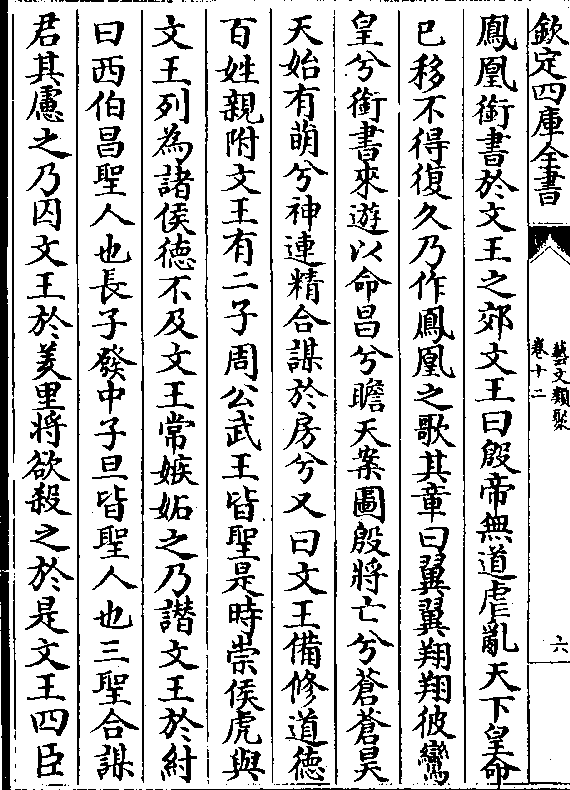 欽定四庫全書
藝文類聚
卷十二
六
鳳凰銜書於文王之郊文王曰殷帝無道虐亂天下皇命
已移不得復久乃作鳳凰之歌其章曰翼翼翔翔彼鸞
皇兮銜書來遊以命昌兮瞻天案圖殷將亡兮蒼蒼昊
天始有萌兮神連精合謀於房兮又曰文王備修道德
百姓親附文王有二子周公武王皆聖是時崇侯虎與
文王列為諸侯德不及文王常嫉妬之乃譖文王於紂
曰西伯昌聖人也長子發中子旦皆聖人也三聖合謀
君其慮之乃囚文王於羑里將欲殺之於是文王四臣